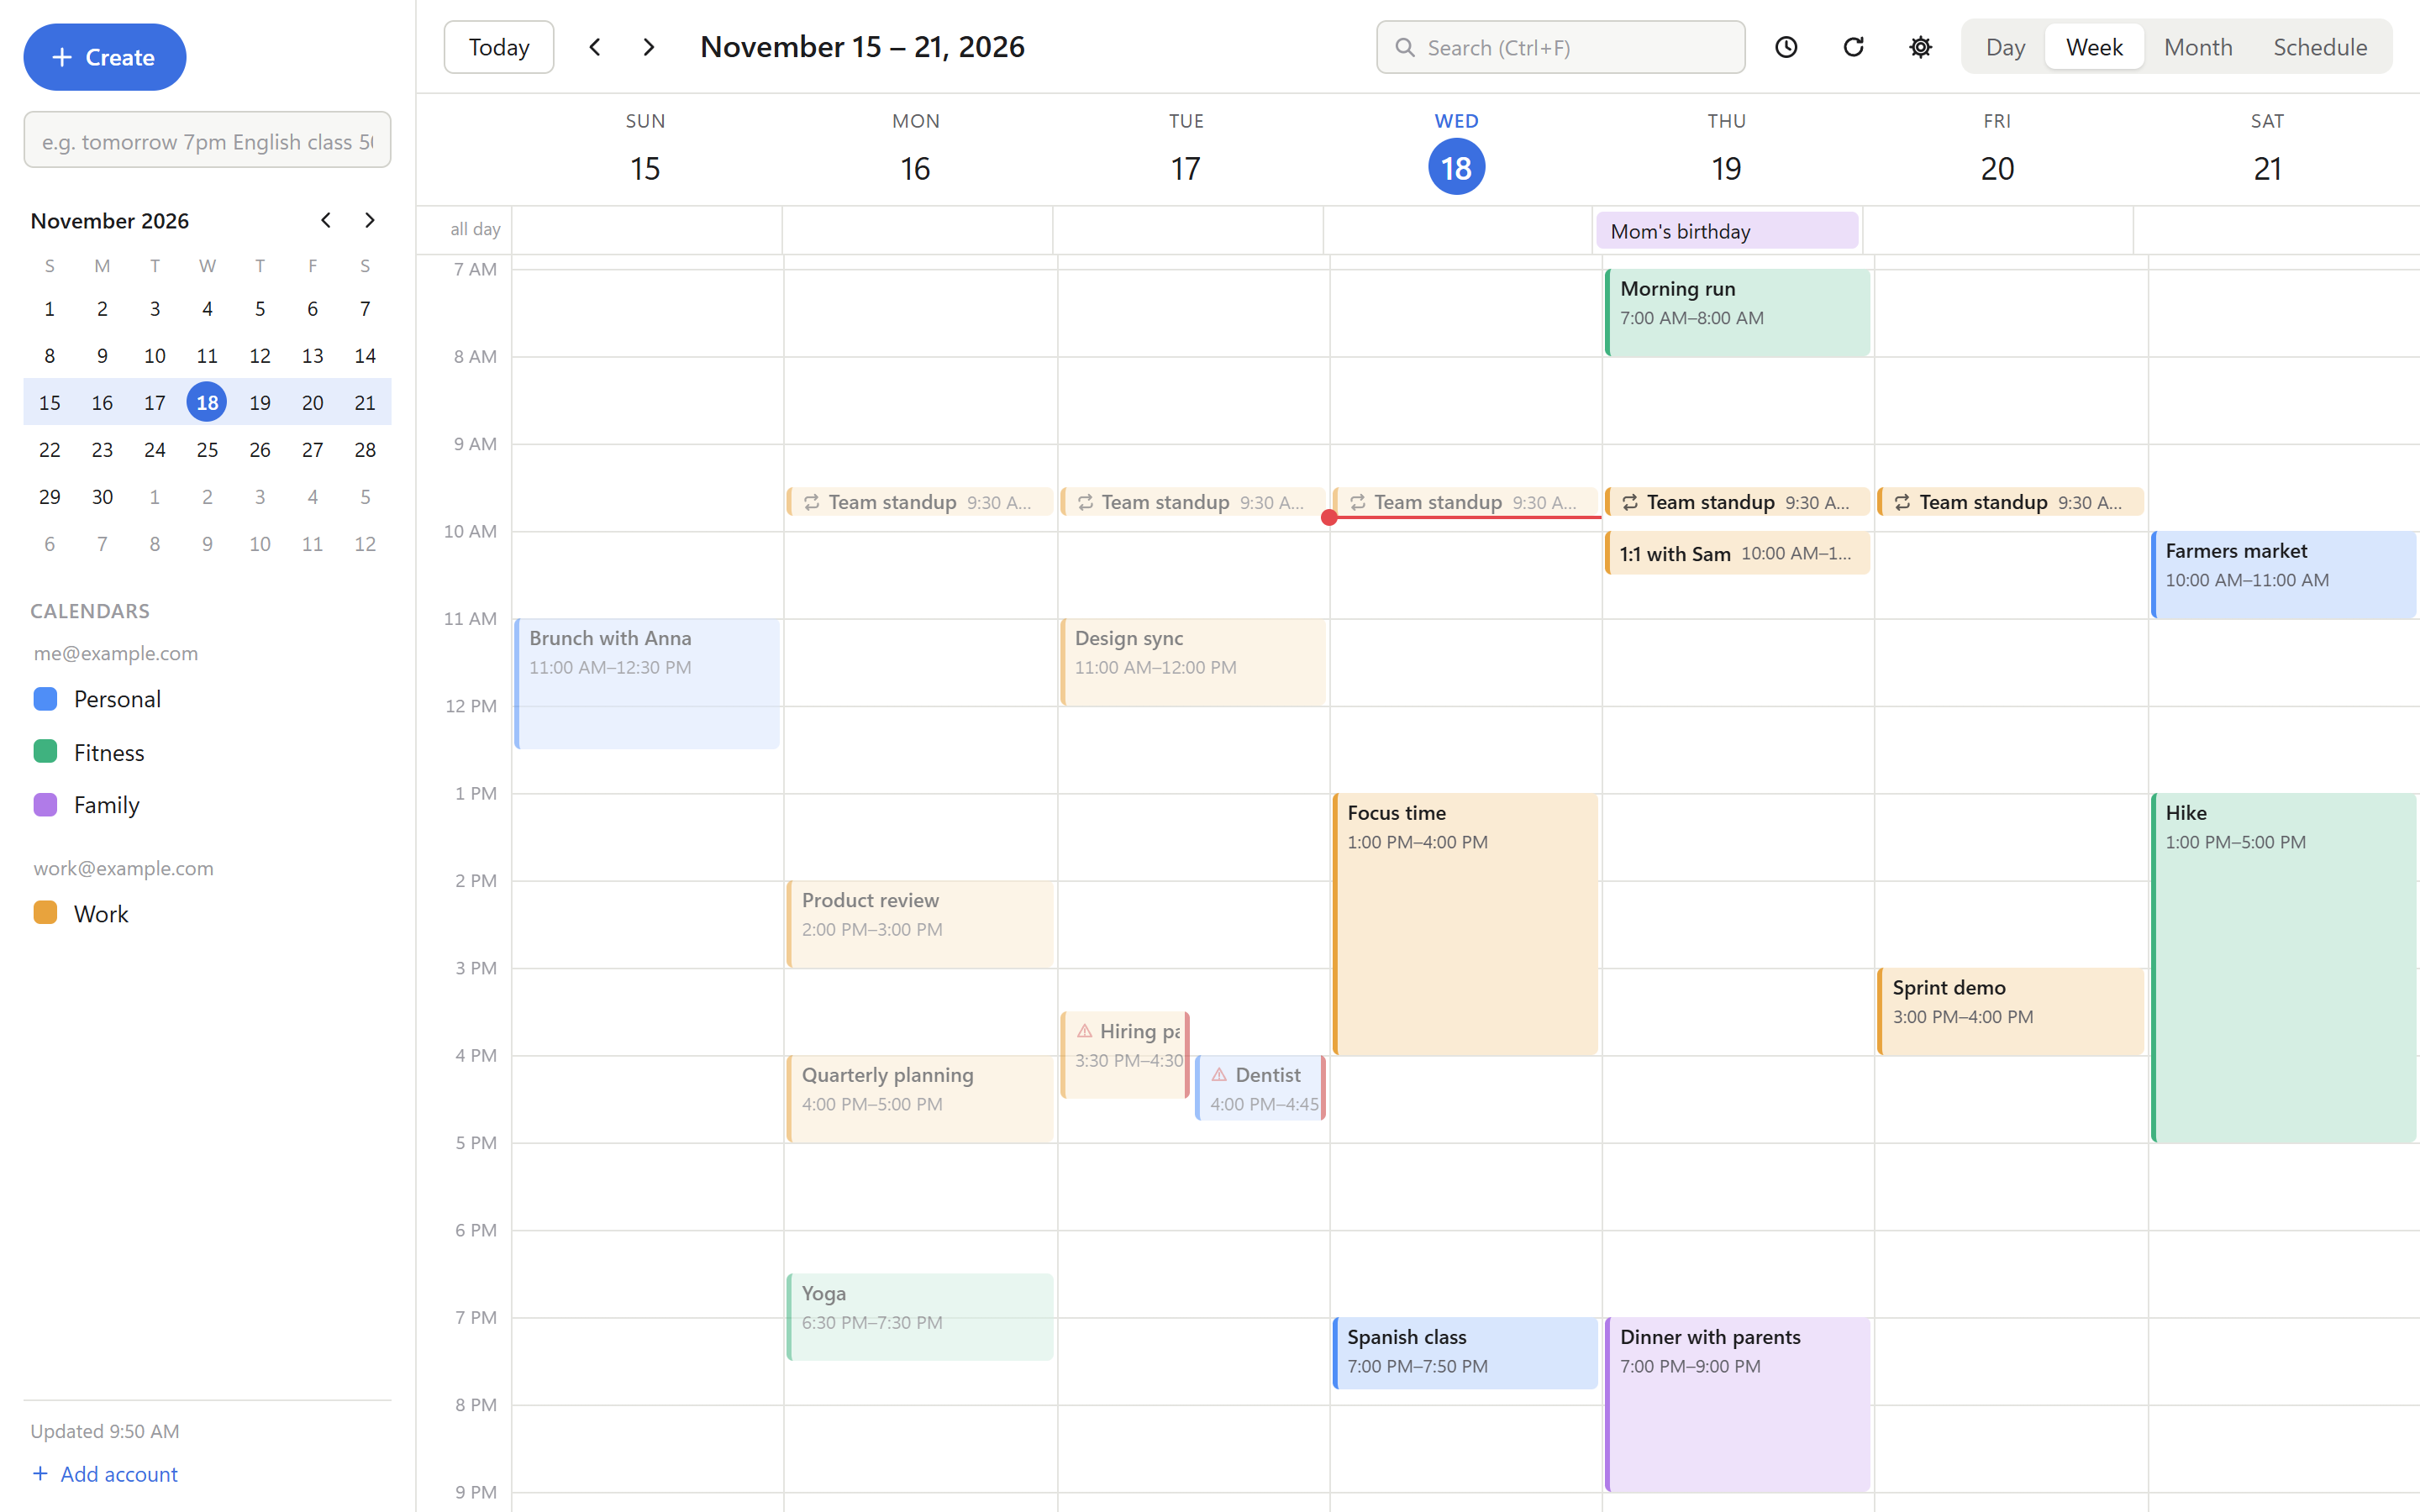 Create
e.g. tomorrow 7pm English class
November 2026
S M T W T F S
1 2 3 4 5 6 7
8 9 10 11 12 13 14
15 16 17 18 19 20 21
22 23 24 25 26 27 28
29 30 1 2 3 4 5
6 7 8 9 10 11 12
CALENDARS
me@example.com
Personal
Fitness
Family
work@example.com
Work
Updated 9:50 AM
+ Add account
Today
November 15 – 21, 2026
Search (Ctrl+F)
Day Week Month Schedule
SUN MON TUE WED THU FRI SAT
15 16 17 18 19 20 21
all day
Mom's birthday
7 AM
8 AM
9 AM
10 AM
11 AM
12 PM
1 PM
2 PM
3 PM
4 PM
5 PM
6 PM
7 PM
8 PM
9 PM
Brunch with Anna
11:00 AM–12:30 PM
Team standup 9:30 A...
Product review
2:00 PM–3:00 PM
Quarterly planning
4:00 PM–5:00 PM
Yoga
6:30 PM–7:30 PM
Team standup 9:30 A...
Design sync
11:00 AM–12:00 PM
Hiring
3:30 PM–4:30
Dentist
4:00 PM–4:45
Team standup 9:30 A...
Focus time
1:00 PM–4:00 PM
Spanish class
7:00 PM–7:50 PM
Morning run
7:00 AM–8:00 AM
Team standup 9:30 A...
1:1 with Sam 10:00 AM–1...
Dinner with parents
7:00 PM–9:00 PM
Team standup 9:30 A...
Sprint demo
3:00 PM–4:00 PM
Farmers market
10:00 AM–11:00 AM
Hike
1:00 PM–5:00 PM